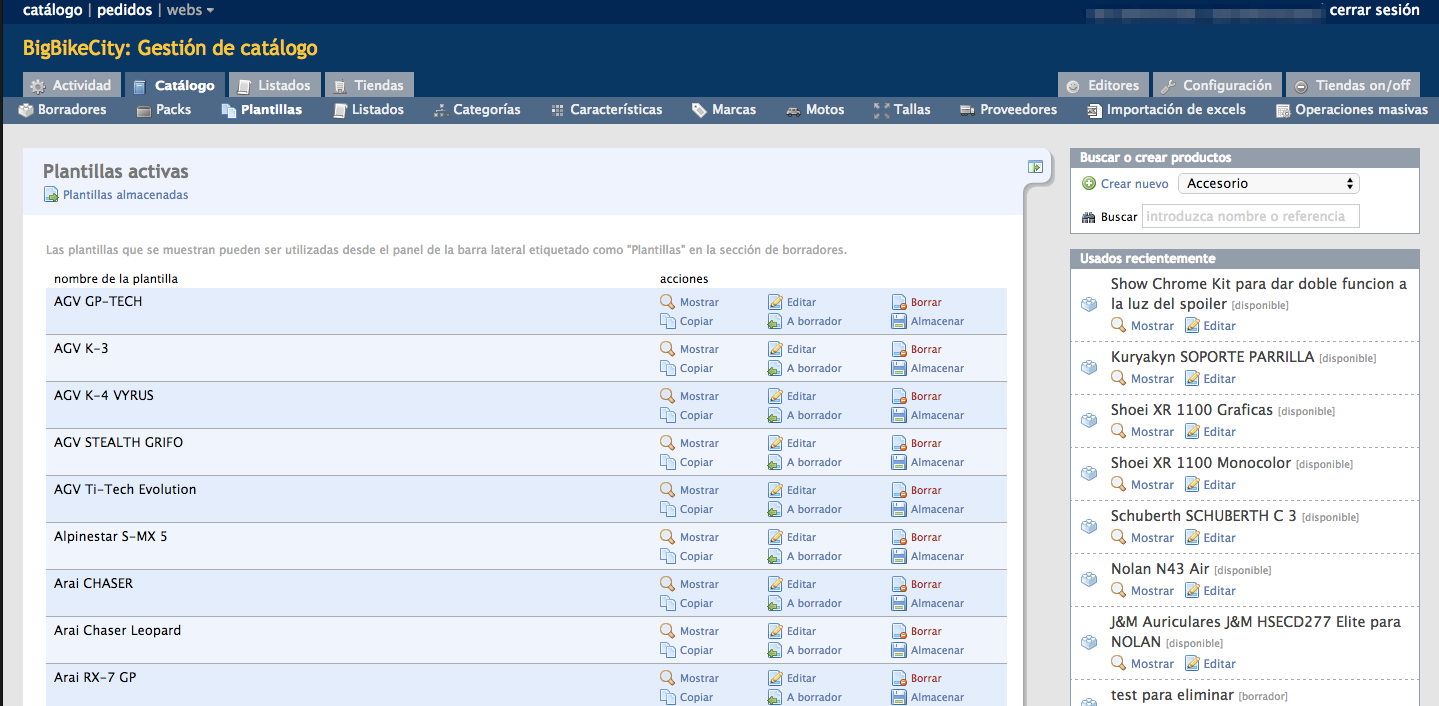 catálogo | pedidos | webs
cerrar sesión
BigBikeCity: Gestión de catálogo
Actividad Catálogo Listados Tiendas Editores Configuración Tiendas on/off
Borradores Packs Plantillas Listados Categorías Características Marcas Motos Tallas Proveedores Importación de excels Operaciones masivas
Plantillas activas
Plantillas almacenadas
Las plantillas que se muestran pueden ser utilizadas desde el panel de la barra lateral etiquetado como "Plantillas" en la sección de borradores.
nombre de la plantilla acciones
AGV GP-TECH Mostrar Editar Borrar
Copiar A borrador Almacenar
AGV K-3 Mostrar Editar Borrar
Copiar A borrador Almacenar
AGV K-4 VYRUS Mostrar Editar Borrar
Copiar A borrador Almacenar
AGV STEALTH GRIFO Mostrar Editar Borrar
Copiar A borrador Almacenar
AGV Ti-Tech Evolution Mostrar Editar Borrar
Copiar A borrador Almacenar
Alpinestar S-MX 5 Mostrar Editar Borrar
Copiar A borrador Almacenar
Arai CHASER Mostrar Editar Borrar
Copiar A borrador Almacenar
Arai Chaser Leopard Mostrar Editar Borrar
Copiar A borrador Almacenar
Arai RX-7 GP Mostrar Editar Borrar
Copiar A borrador Almacenar
Buscar o crear productos
Crear nuevo Accesorio
Buscar introduzca nombre o referencia
Usados recientemente
Show Chrome Kit para dar doble funcion a
la luz del spoiler [disponible]
Mostrar Editar
Kuryakyn SOPORTE PARRILLA [disponible]
Mostrar Editar
Shoei XR 1100 Graficas [disponible]
Mostrar Editar
Shoei XR 1100 Monocolor [disponible]
Mostrar Editar
Schuberth SCHUBERTH C 3 [disponible]
Mostrar Editar
Nolan N43 Air [disponible]
Mostrar Editar
J&M Auriculares J&M HSECD277 Elite para
NOLAN [disponible]
Mostrar Editar
test para eliminar [borrador]